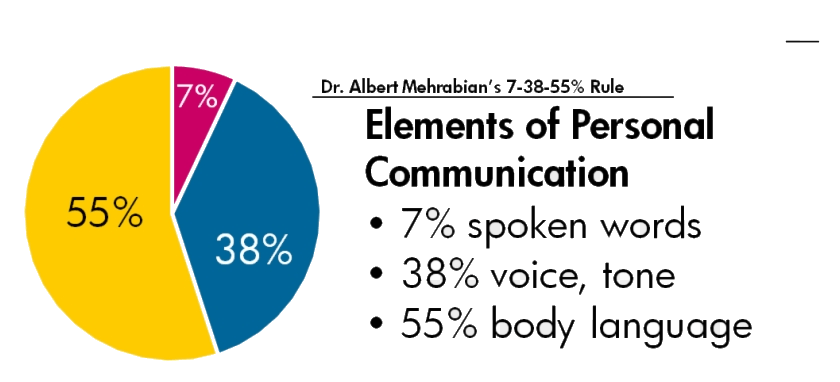 7%
55%
38%
Dr. Albert Mehrabian's 7-38-55% Rule
Elements of Personal
Communication
• 7% spoken words
• 38% voice, tone
• 55% body language